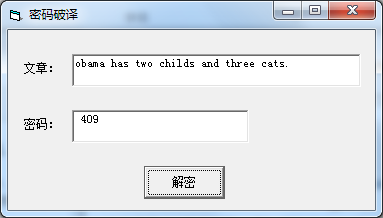 密码破译
文章： obama has two childs and three cats.
密码： 409
解密